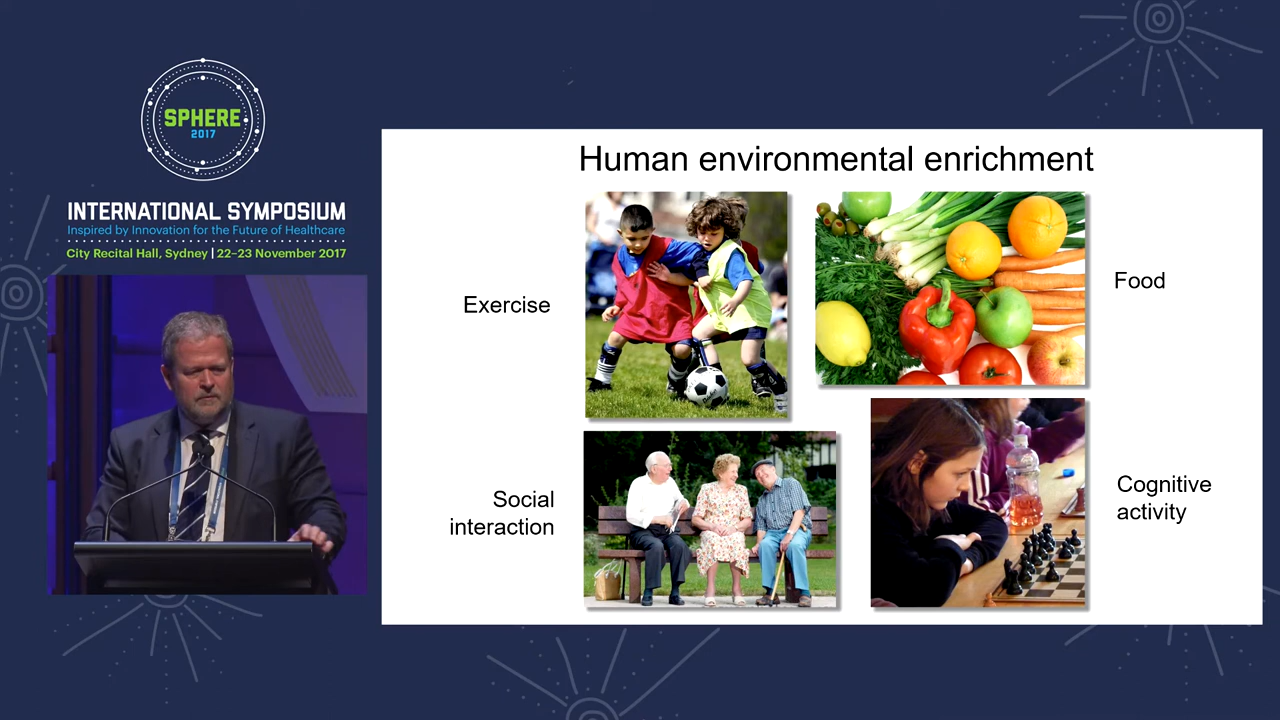 SPHERE
2017
INTERNATIONAL SYMPOSIUM
Inspired by Innovation for the Future of Healthcare
City Recital Hall, Sydney | 22–23 November 2017
Human environmental enrichment
Exercise
Food
Social
interaction
Cognitive
activity